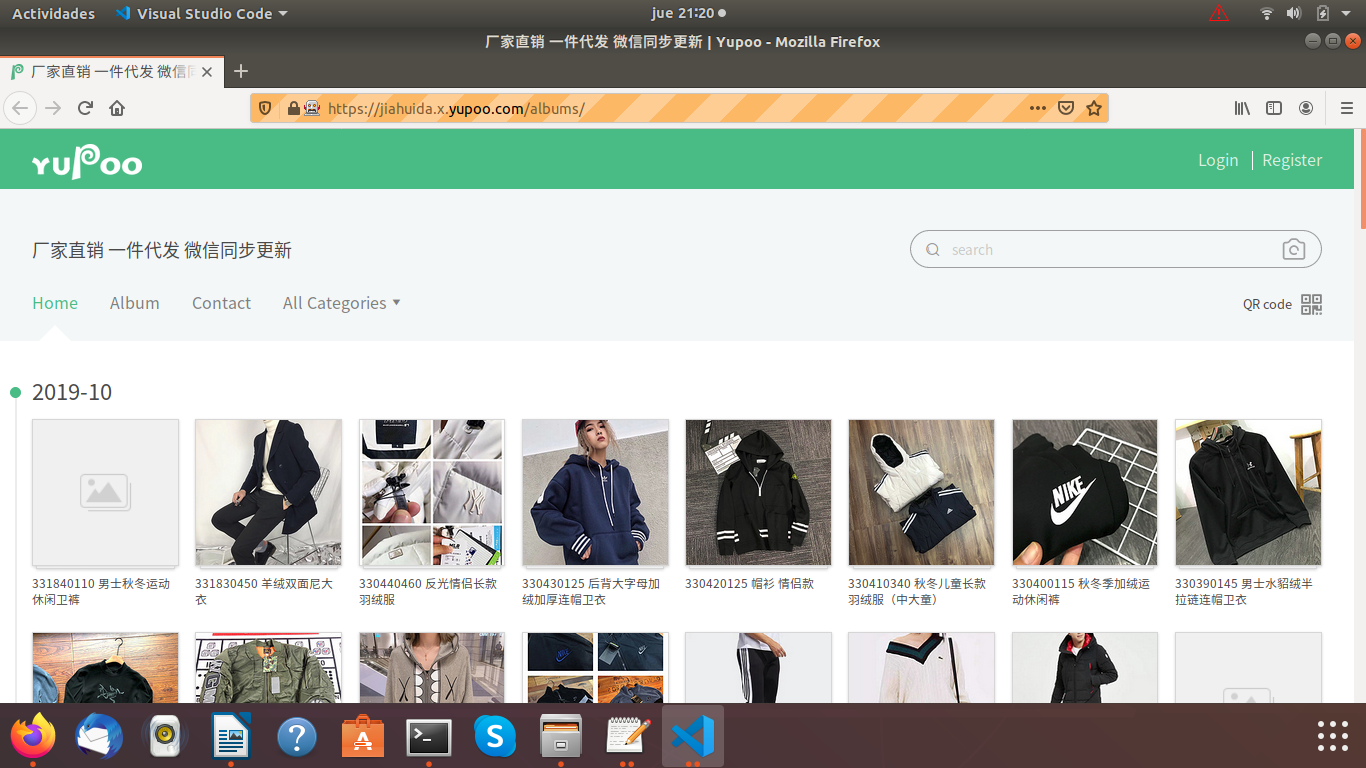 Actividades
Visual Studio Code
jue 21:20
厂家直销 一件代发 微信同步更新 | Yupoo - Mozilla Firefox
厂家直销 一件代发 微信
https://jiahuida.x.yupoo.com/albums/
YUPOO
Login
Register
厂家直销 一件代发 微信同步更新
search
Home
Album
Contact
All Categories
QR code
2019-10
NIKE
331840110 男士秋冬运动
休闲卫裤
331830450 羊绒双面尼大
衣
330440460 反光情侣长款
羽绒服
330430125 后背大字母加
绒加厚连帽卫衣
330420125 帽衫 情侣款
330410340 秋冬儿童长款
羽绒服（中大童）
330400115 秋冬季加绒运
动休闲裤
330390145 男士水貂绒半
拉链连帽卫衣